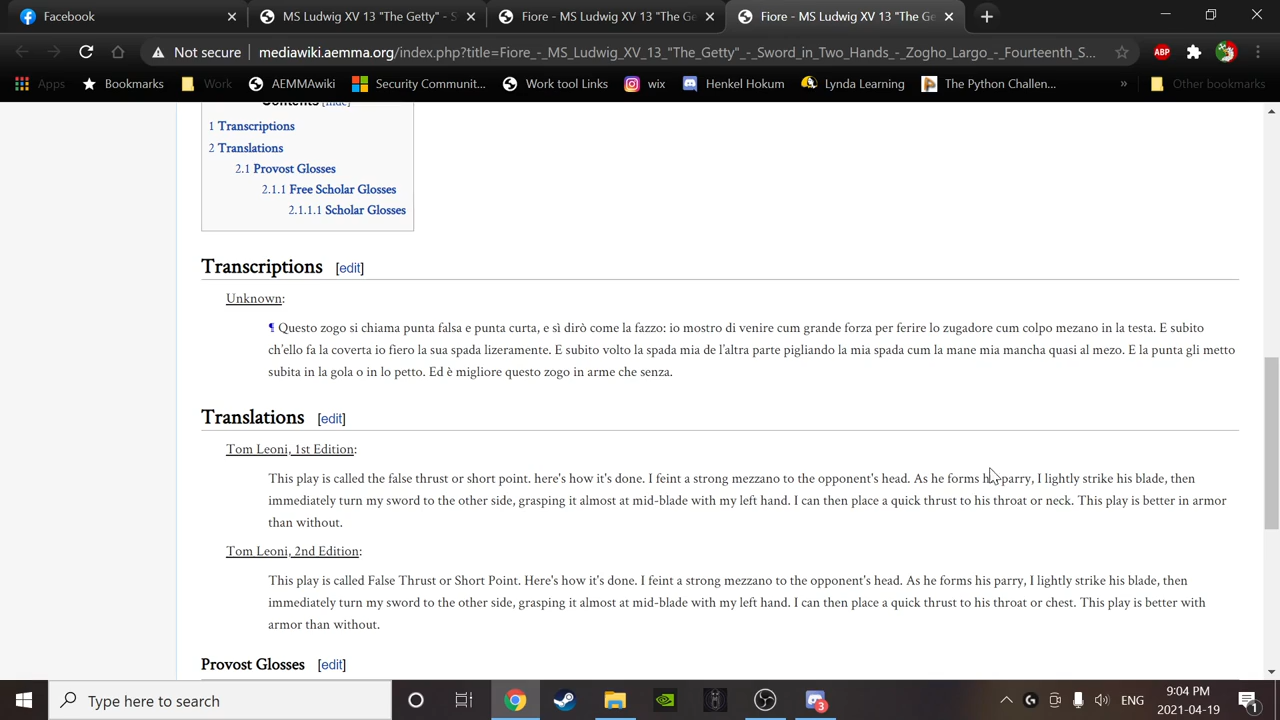 Facebook
MS Ludwig XV 13 "The Getty" - S
Fiore - MS Ludwig XV 13 "The Ge
Fiore - MS Ludwig XV 13 "The Ge
Not secure
mediawiki.aemma.org/index.php?title=Fiore_-_MS_Ludwig_XV_13_"The_Getty"_-_Sword_in_Two_Hands_-_Zogho_Largo_-_Fourteenth_S...
ABP
Apps
Bookmarks
Work
AEMMAwiki
Security Communit...
Work tool Links
wix
Henkel Hokum
Lynda Learning
The Python Challen...
»
Other bookmarks
Contents [hide]
1 Transcriptions
2 Translations
2.1 Provost Glosses
2.1.1 Free Scholar Glosses
2.1.1.1 Scholar Glosses
Transcriptions [edit]
Unknown:
¶ Questo zogo si chiama punta falsa e punta curta, e sì dirò come la fazzo: io mostro di venire cum grande forza per ferire lo zugadore cum colpo mezano in la testa. E subito
ch'ello fa la coverta io fiero la sua spada lizeramente. E subito volto la spada mia de l'altra parte pigliando la mia spada cum la mane mia mancha quasi al mezo. E la punta gli metto
subita in la gola o in lo petto. Ed è migliore questo zogo in arme che senza.
Translations [edit]
Tom Leoni, 1st Edition:
This play is called the false thrust or short point. here's how it's done. I feint a strong mezzano to the opponent's head. As he forms his parry, I lightly strike his blade, then
immediately turn my sword to the other side, grasping it almost at mid-blade with my left hand. I can then place a quick thrust to his throat or neck. This play is better in armor
than without.
Tom Leoni, 2nd Edition:
This play is called False Thrust or Short Point. Here's how it's done. I feint a strong mezzano to the opponent's head. As he forms his parry, I lightly strike his blade, then
immediately turn my sword to the other side, grasping it almost at mid-blade with my left hand. I can then place a quick thrust to his throat or chest. This play is better with
armor than without.
Provost Glosses [edit]
Type here to search
3
ENG
9:04 PM
2021-04-19
1